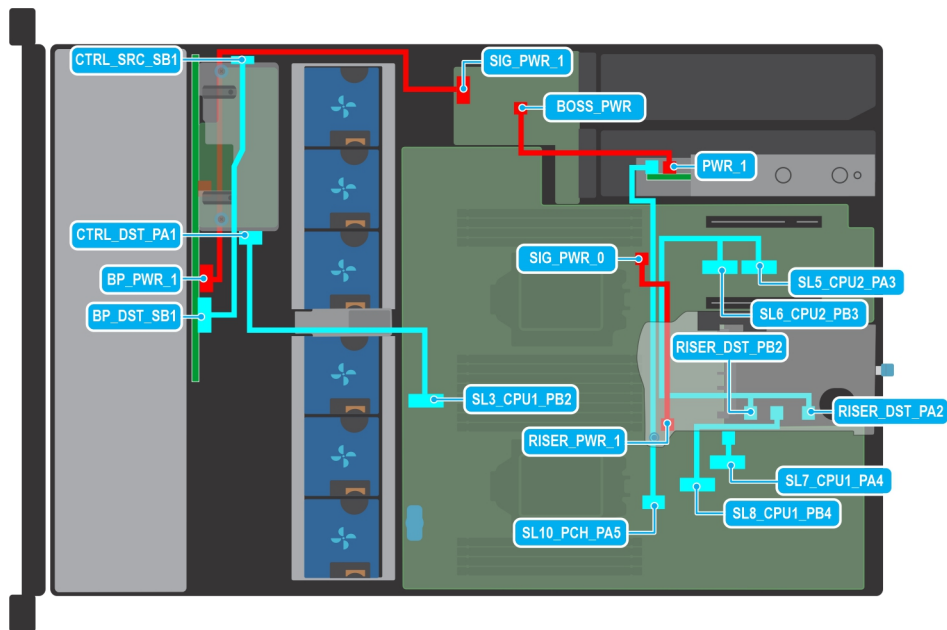 CTRL_SRC_SB1
SIG_PWR_1
BOSS_PWR
PWR_1
CTRL_DST_PA1
SIG_PWR_0
BP_PWR_1
SL5_CPU2_PA3
BP_DST_SB1
SL6_CPU2_PB3
RISER_DST_PB2
SL3_CPU1_PB2
RISER_DST_PA2
RISER_PWR_1
SL7_CPU1_PA4
SL8_CPU1_PB4
SL10_PCH_PA5